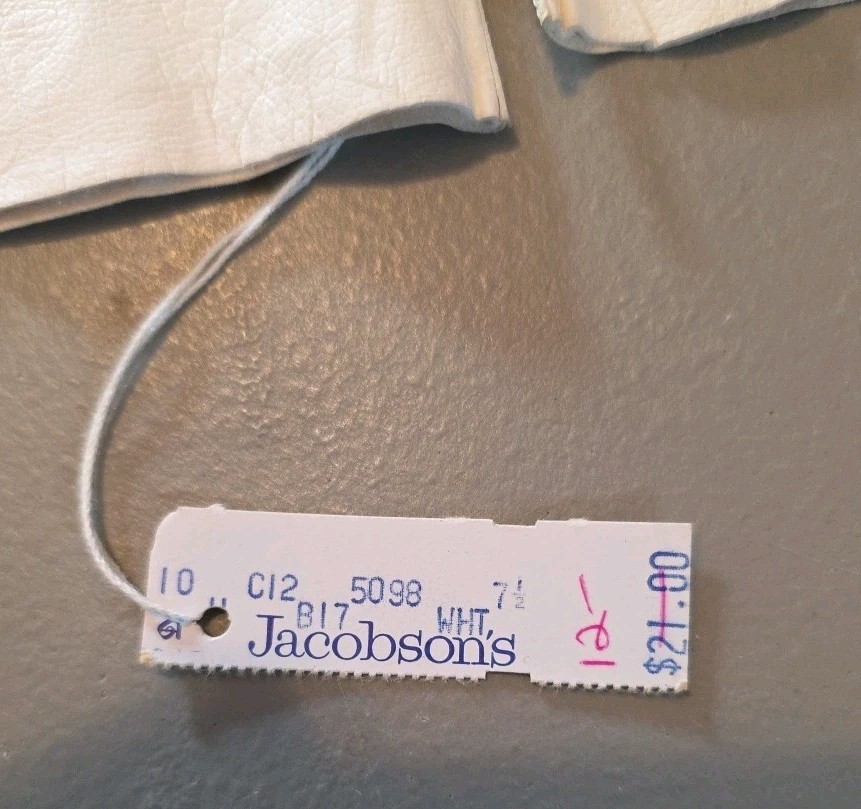 10 C12 5098 7½
B17 WHT
Jacobson's
12-
$21.00